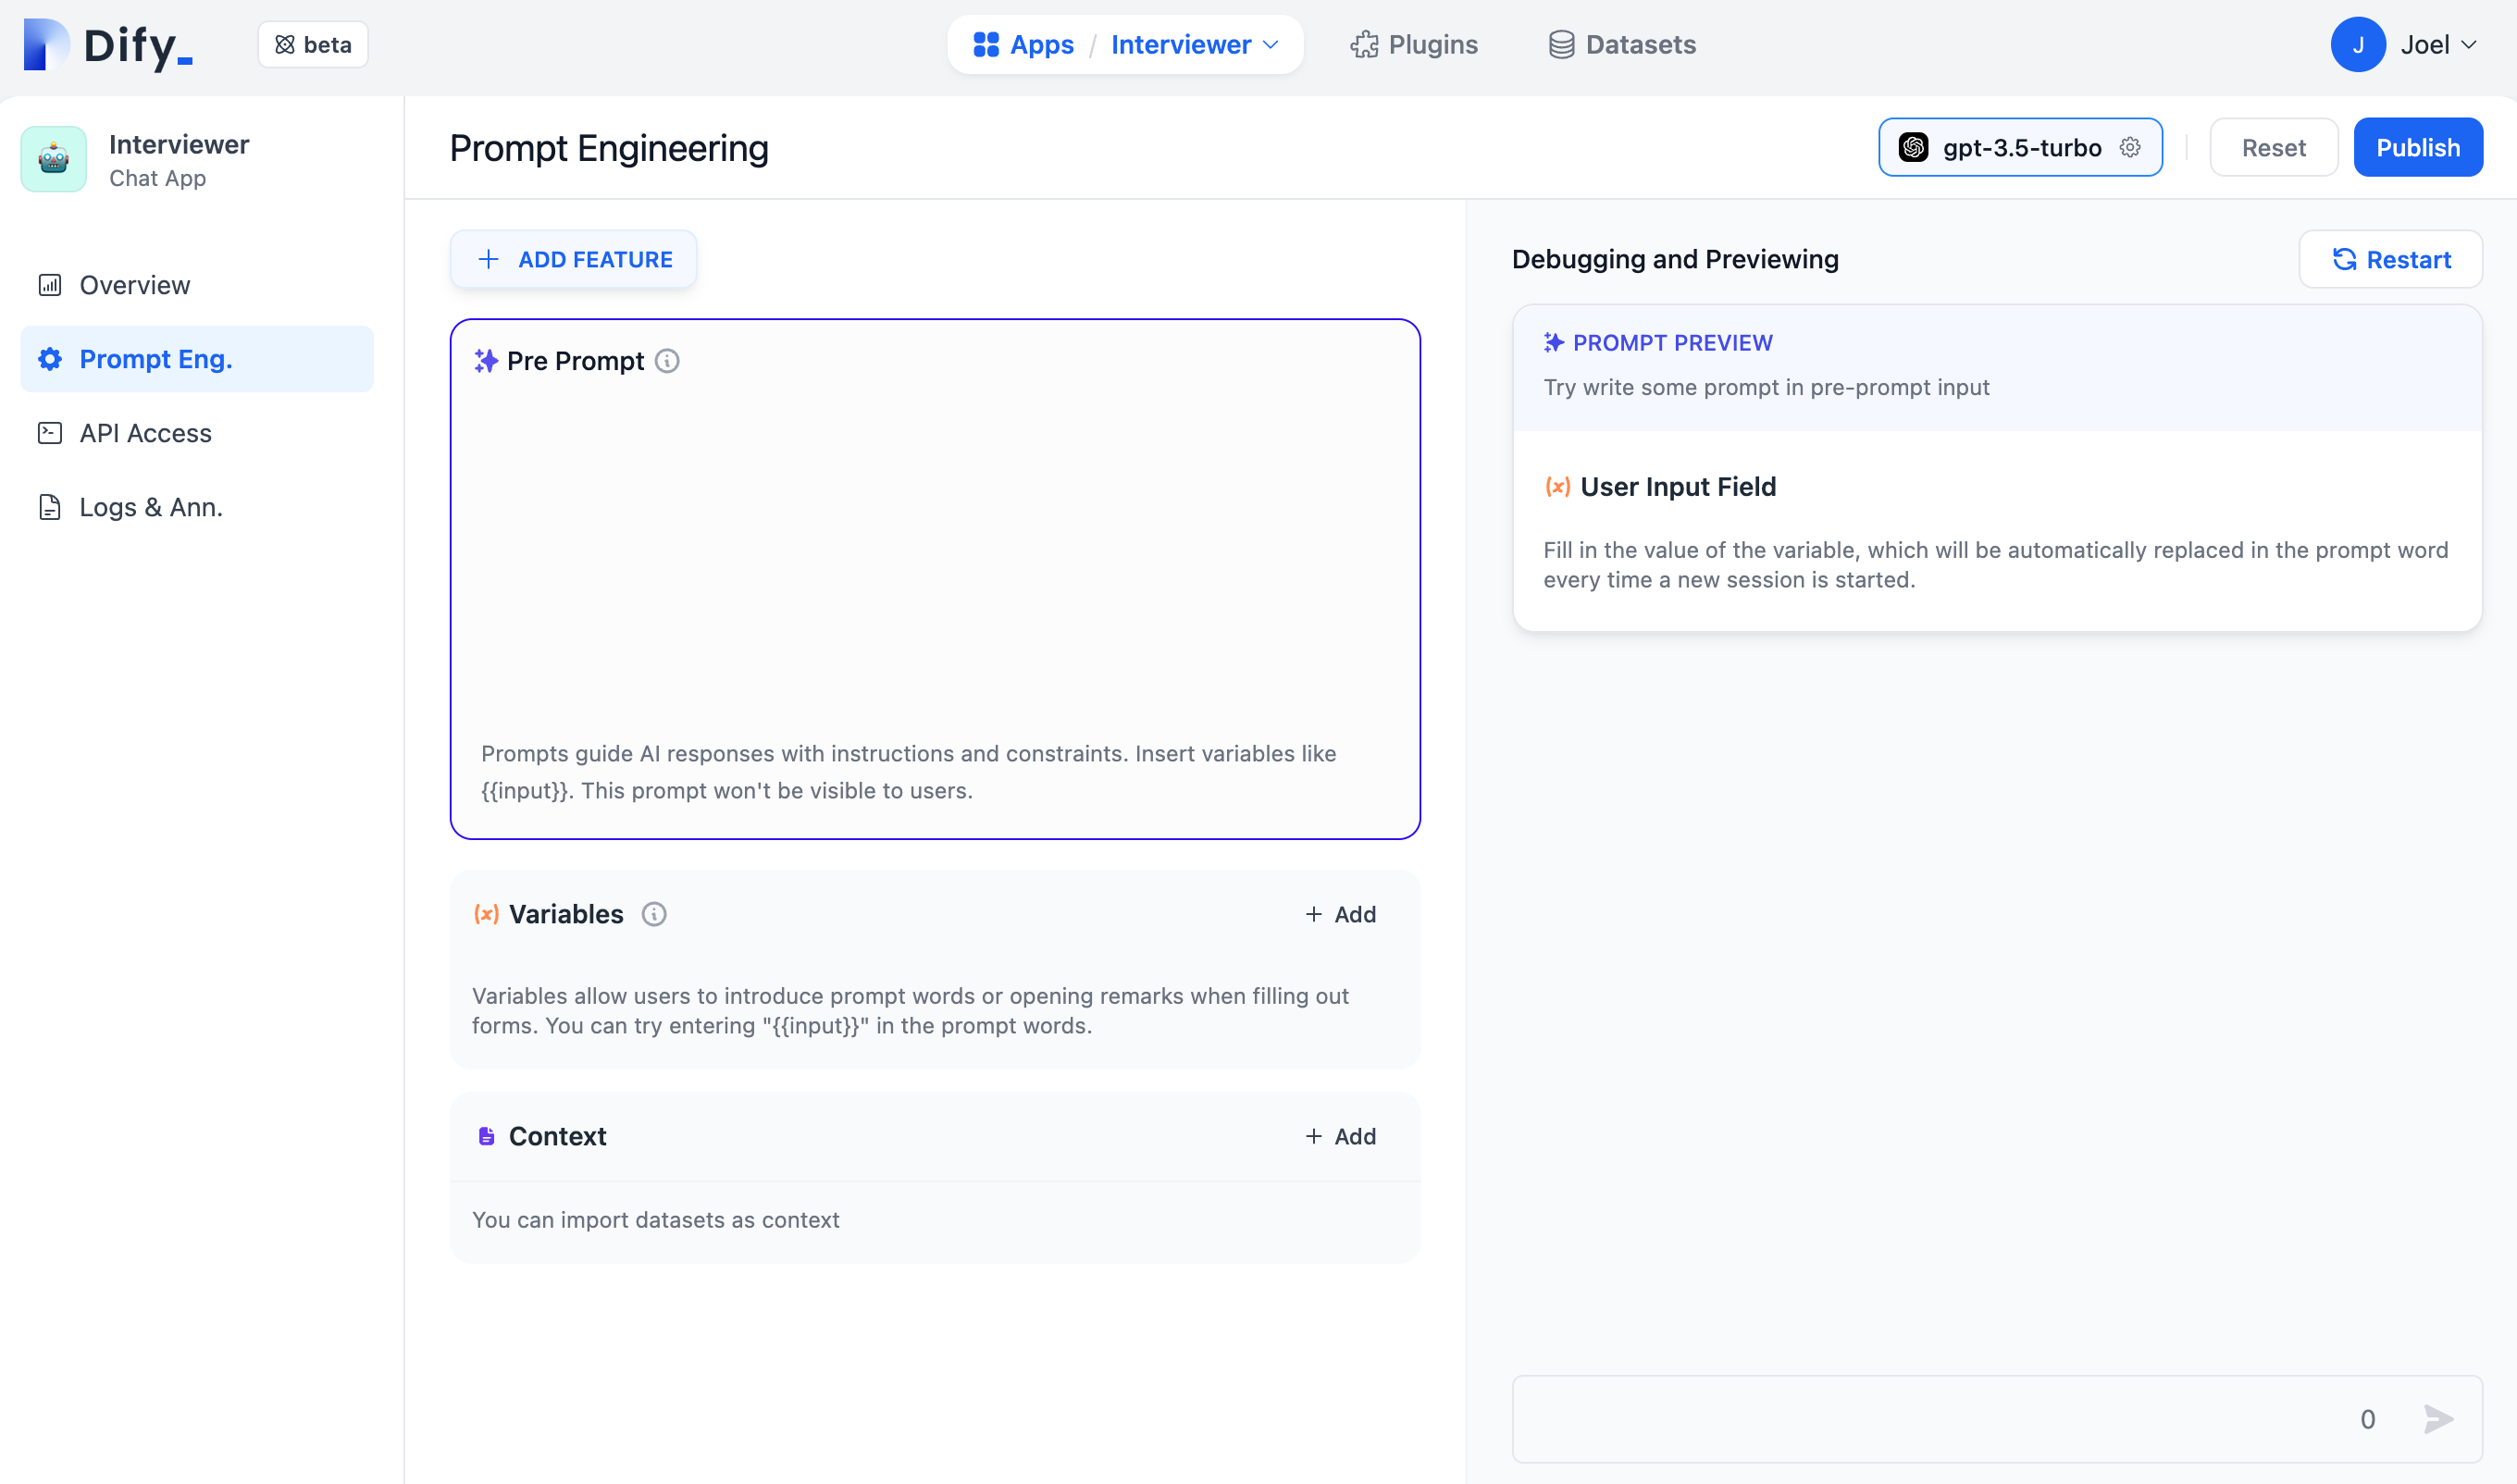 Dify_
beta
Apps / Interviewer
Plugins
Datasets
J
Joel
Interviewer
Chat App
Overview
Prompt Eng.
API Access
Logs & Ann.
Prompt Engineering
gpt-3.5-turbo
Reset
Publish
ADD FEATURE
Pre Prompt
Prompts guide AI responses with instructions and constraints. Insert variables like
{{input}}. This prompt won't be visible to users.
(x) Variables
+ Add
Variables allow users to introduce prompt words or opening remarks when filling out
forms. You can try entering "{{input}}" in the prompt words.
Context
+ Add
You can import datasets as context
Debugging and Previewing
Restart
PROMPT PREVIEW
Try write some prompt in pre-prompt input
(x) User Input Field
Fill in the value of the variable, which will be automatically replaced in the prompt word
every time a new session is started.
0